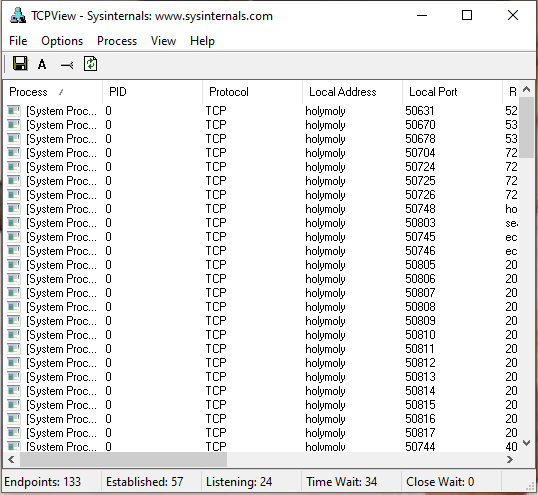 TCPView - Sysinternals: www.sysinternals.com
File Options Process View Help
A
Process / PID Protocol Local Address Local Port R
[System Proc... 0 TCP holymoly 50631 52
[System Proc... 0 TCP holymoly 50670 53
[System Proc... 0 TCP holymoly 50678 53
[System Proc... 0 TCP holymoly 50704 72
[System Proc... 0 TCP holymoly 50724 72
[System Proc... 0 TCP holymoly 50725 72
[System Proc... 0 TCP holymoly 50726 72
[System Proc... 0 TCP holymoly 50748 ho
[System Proc... 0 TCP holymoly 50803 sea
[System Proc... 0 TCP holymoly 50745 ec
[System Proc... 0 TCP holymoly 50746 ec
[System Proc... 0 TCP holymoly 50805 20
[System Proc... 0 TCP holymoly 50806 20
[System Proc... 0 TCP holymoly 50807 20
[System Proc... 0 TCP holymoly 50808 20
[System Proc... 0 TCP holymoly 50809 20
[System Proc... 0 TCP holymoly 50810 20
[System Proc... 0 TCP holymoly 50811 20
[System Proc... 0 TCP holymoly 50812 20
[System Proc... 0 TCP holymoly 50813 20
[System Proc... 0 TCP holymoly 50814 20
[System Proc... 0 TCP holymoly 50815 20
[System Proc... 0 TCP holymoly 50816 20
[System Proc... 0 TCP holymoly 50817 20
[System Proc... 0 TCP holymoly 50744 40
Endpoints: 133 Established: 57 Listening: 24 Time Wait: 34 Close Wait: 0